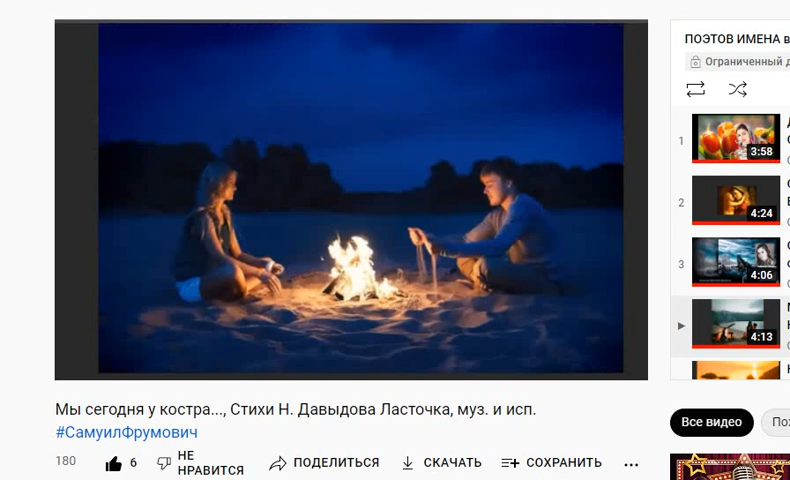 ПОЭТОВ ИМЕНА в
Ограниченный
1
3:58
2
4:24
3
4:06
4:13
Мы сегодня у костра..., Стихи Н. Давыдова Ласточка, муз. и исп.
#СамуилФрумович
180
6
НЕ
НРАВИТСЯ
ПОДЕЛИТЬСЯ
СКАЧАТЬ
СОХРАНИТЬ
Все видео